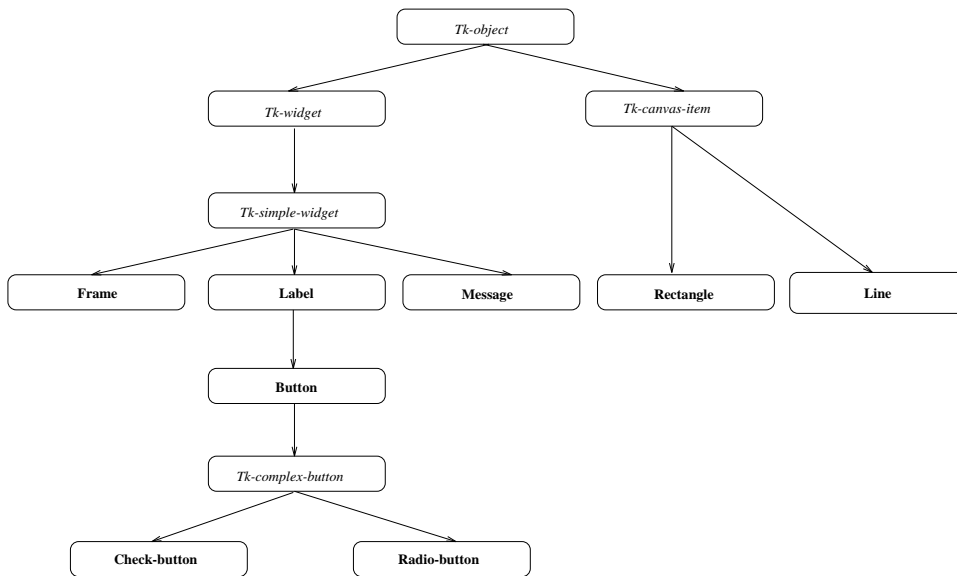 Tk-object
Tk-widget
Tk-canvas-item
Tk-simple-widget
Frame
Label
Message
Rectangle
Line
Button
Tk-complex-button
Check-button
Radio-button